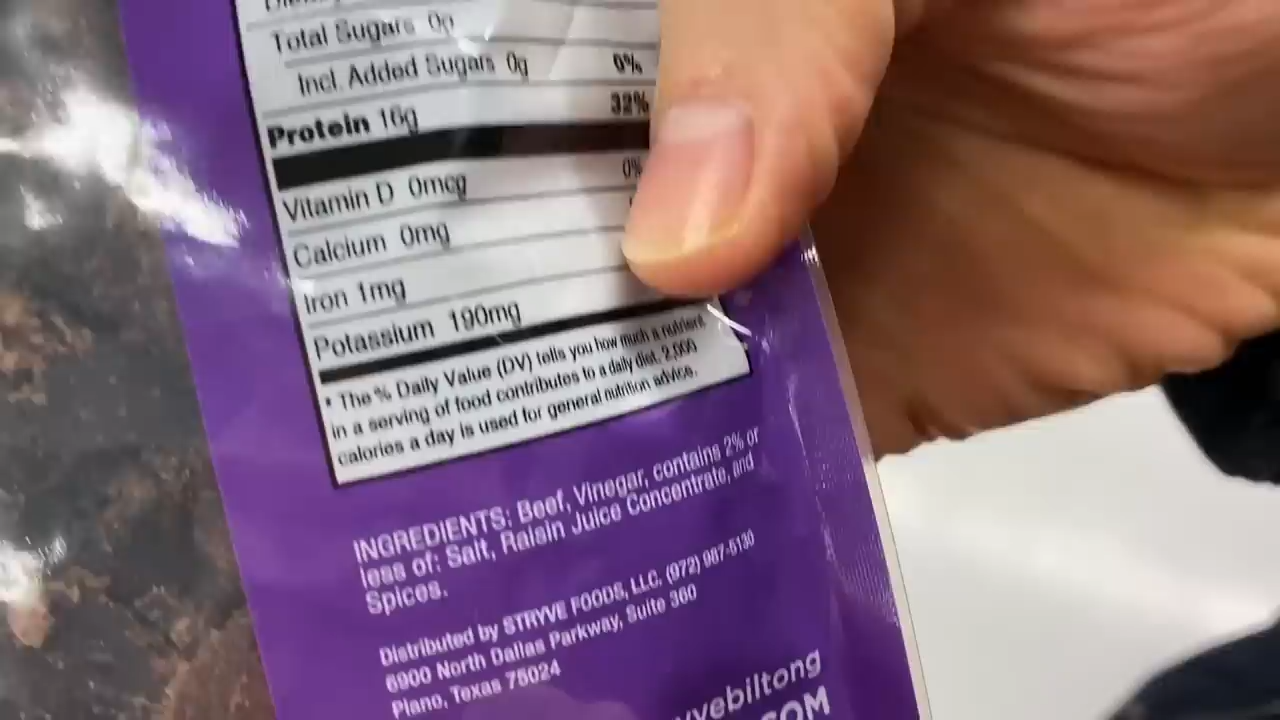 Total Sugars 0g
Incl. Added Sugars 0g 0%
Protein 16g 32%
Vitamin D 0mcg 0%
Calcium 0mg
Iron 1mg
Potassium 190mg
* The % Daily Value (DV) tells you how much a nutrient
in a serving of food contributes to a daily diet. 2,000
calories a day is used for general nutrition advice.
INGREDIENTS: Beef, Vinegar, contains 2% or
less of: Salt, Raisin Juice Concentrate, and
Spices.
Distributed by STRYVE FOODS, LLC. (972) 987-5130
6900 North Dallas Parkway, Suite 360
Plano, Texas 75024
yvebiltong
.COM